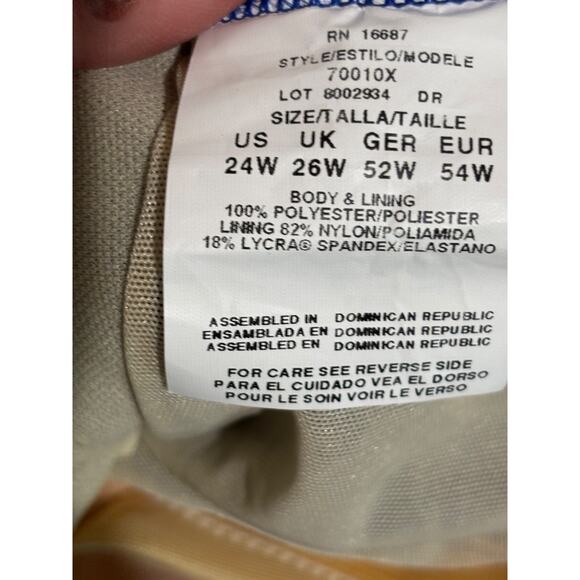 RN 16687
STYLE/ESTILO/MODELE
70010X
LOT 8002934 DR
SIZE/TALLA/TAILLE
US UK GER EUR
24W 26W 52W 54W
BODY & LINING
100% POLYESTER/POLIESTER
LINING 82% NYLON/POLIAMIDA
18% LYCRA® SPANDEX/ELASTANO
ASSEMBLED IN DOMINICAN REPUBLIC
ENSAMBLADA EN DOMINICAN REPUBLIC
ASSEMBLED EN DOMINICAN REPUBLIC
FOR CARE SEE REVERSE SIDE
PARA EL CUIDADO VEA EL DORSO
POUR LE SOIN VOIR LE VERSO